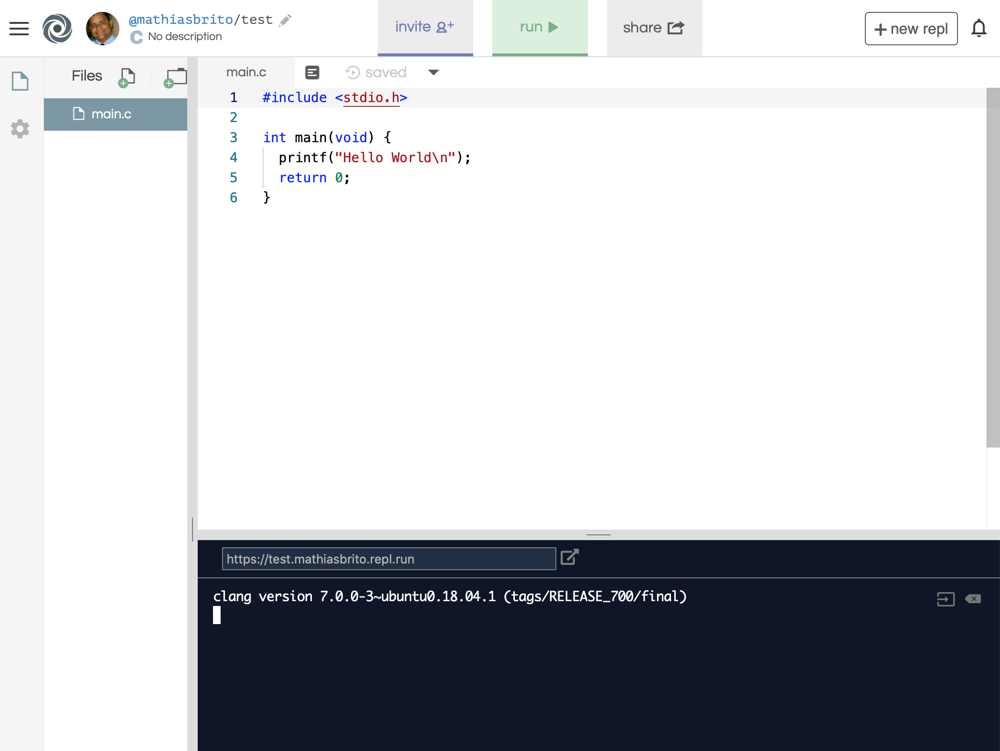 @mathiasbrito/test
C No description
invite
run
share
+ new repl
Files
main.c
main.c
saved
1 #include <stdio.h>
2
3 int main(void) {
4   printf("Hello World\n");
5   return 0;
6 }
https://test.mathiasbrito.repl.run
clang version 7.0.0-3~ubuntu0.18.04.1 (tags/RELEASE_700/final)